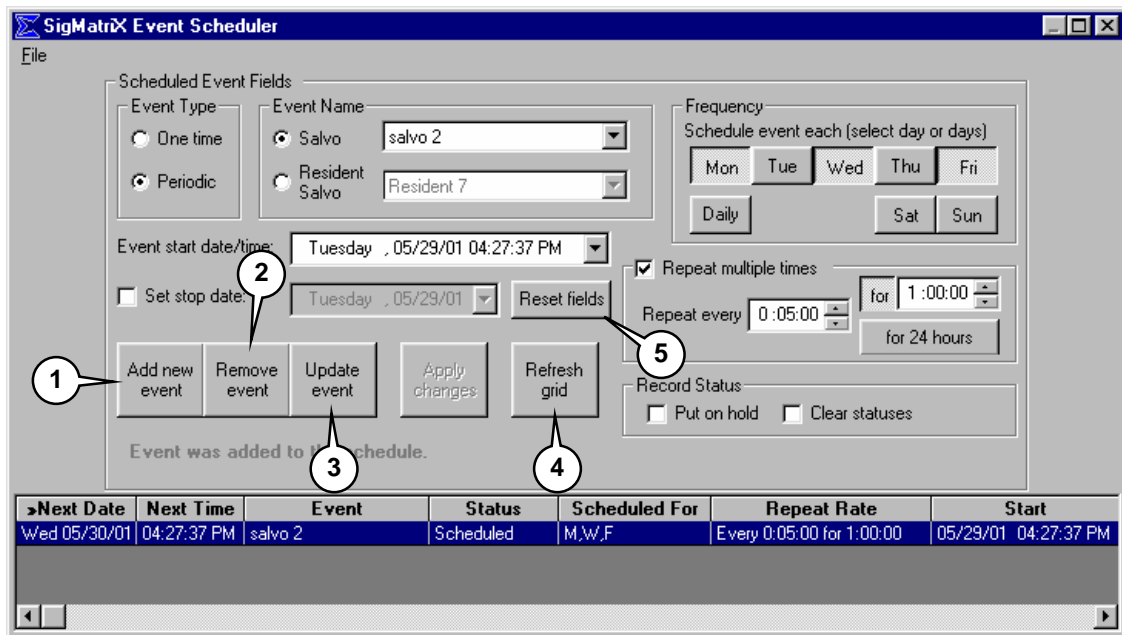 SigMatriX Event Scheduler
File
Scheduled Event Fields
Event Type
One time
Periodic
Event Name
Salvo
salvo 2
Resident Salvo
Resident 7
Frequency
Schedule event each (select day or days)
Mon Tue Wed Thu Fri
Daily Sat Sun
Event start date/time: Tuesday , 05/29/01 04:27:37 PM
Set stop date: Tuesday , 05/29/01 Reset fields
Repeat multiple times
Repeat every 0 :05:00 for 1 :00:00
for 24 hours
2
5
1
Add new event
Remove event
Update event
Apply changes
Refresh grid
Record Status
Put on hold Clear statuses
3
4
Event was added to the schedule.
»Next Date Next Time Event Status Scheduled For Repeat Rate Start
Wed 05/30/01 04:27:37 PM salvo 2 Scheduled M,W,F Every 0:05:00 for 1:00:00 05/29/01 04:27:37 PM